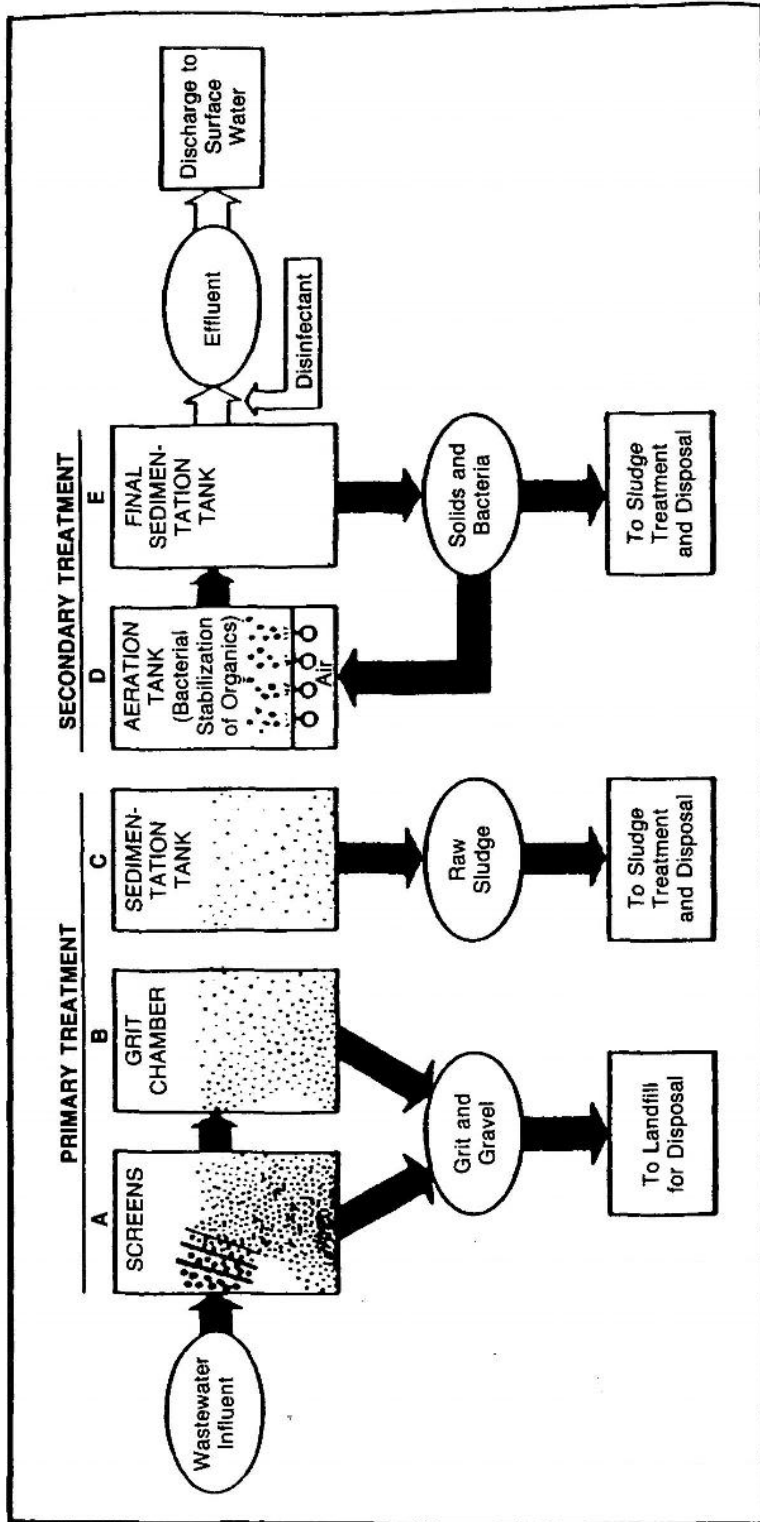 PRIMARY TREATMENT
SECONDARY TREATMENT
A
B
C
D
E
Wastewater
Influent
SCREENS
GRIT
CHAMBER
SEDIMEN-
TATION
TANK
AERATION
TANK
(Bacterial
Stabilization
of Organics)
Air
FINAL
SEDIMEN-
TATION
TANK
Effluent
Discharge to
Surface
Water
Disinfectant
Grit and
Gravel
Raw
Sludge
Solids and
Bacteria
To Landfill
for Disposal
To Sludge
Treatment
and Disposal
To Sludge
Treatment
and Disposal